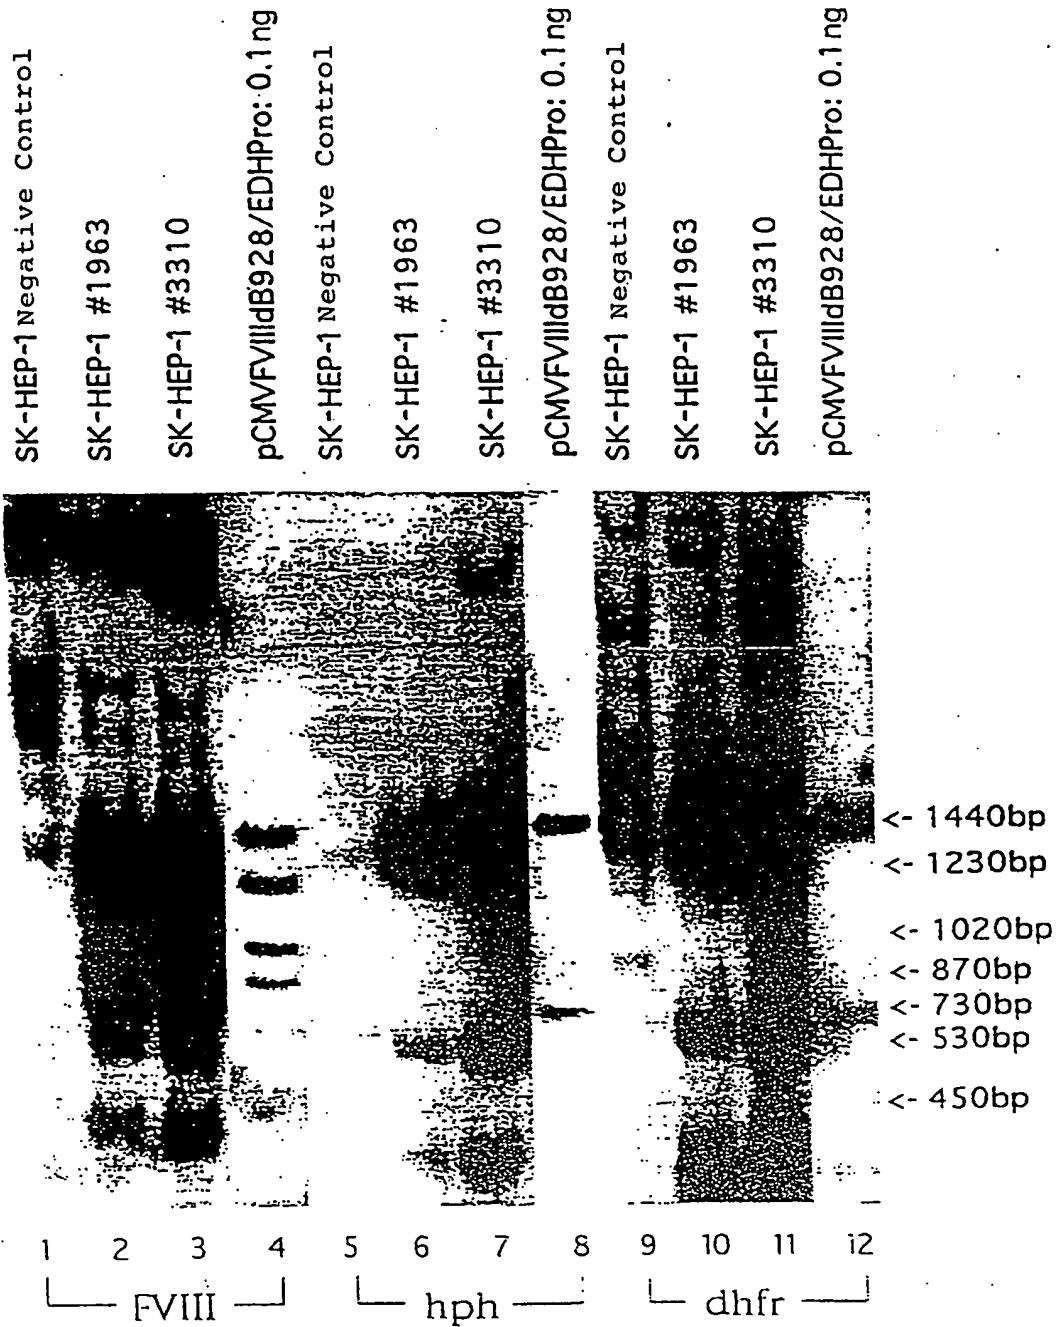 SK-HEP-1 Negative Control
SK-HEP-1 #1963
SK-HEP-1 #3310
pCMVFVIIIdB928/EDHPro: 0.1ng
SK-HEP-1 Negative Control
SK-HEP-1 #1963
SK-HEP-1 #3310
pCMVFVIIIdB928/EDHPro: 0.1ng
SK-HEP-1 Negative Control
SK-HEP-1 #1963
SK-HEP-1 #3310
pCMVFVIIIdB928/EDHPro: 0.1ng
<- 1440bp
<- 1230bp
<- 1020bp
<- 870bp
<- 730bp
<- 530bp
<- 450bp
1 2 3 4 5 6 7 8 9 10 11 12
FVIII hph dhfr